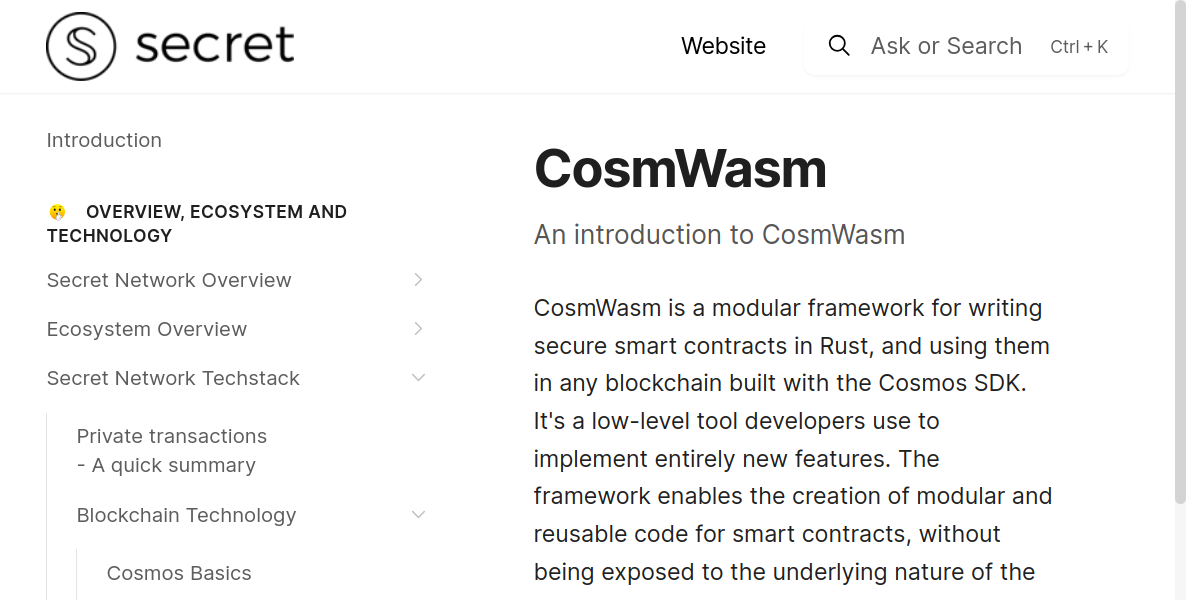 secret
Website
Ask or Search Ctrl + K
Introduction
OVERVIEW, ECOSYSTEM AND
TECHNOLOGY
Secret Network Overview
Ecosystem Overview
Secret Network Techstack
Private transactions
- A quick summary
Blockchain Technology
Cosmos Basics
CosmWasm
An introduction to CosmWasm
CosmWasm is a modular framework for writing
secure smart contracts in Rust, and using them
in any blockchain built with the Cosmos SDK.
It's a low-level tool developers use to
implement entirely new features. The
framework enables the creation of modular and
reusable code for smart contracts, without
being exposed to the underlying nature of the